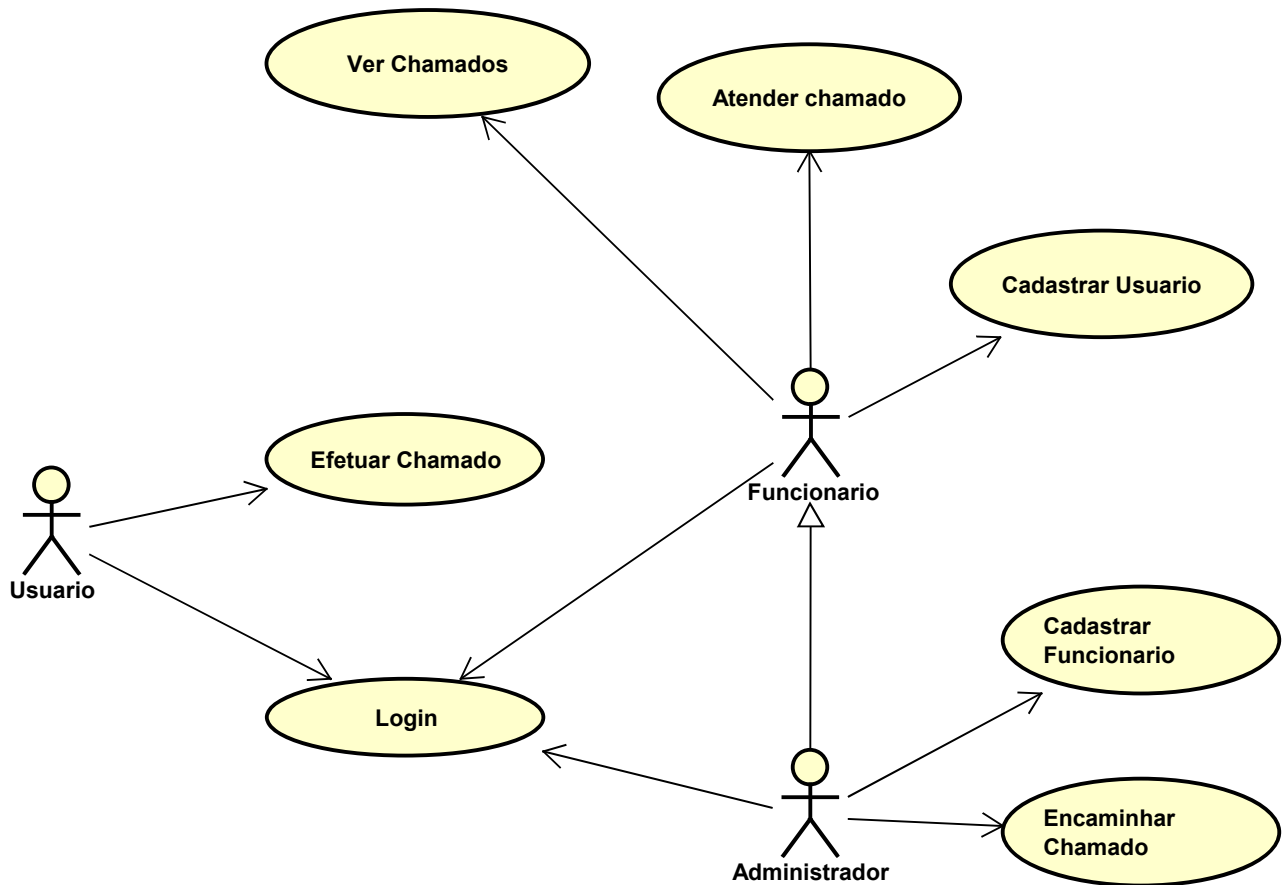 Ver Chamados
Atender chamado
Cadastrar Usuario
Efetuar Chamado
Funcionario
Usuario
Cadastrar
Funcionario
Login
Encaminhar
Chamado
Administrador